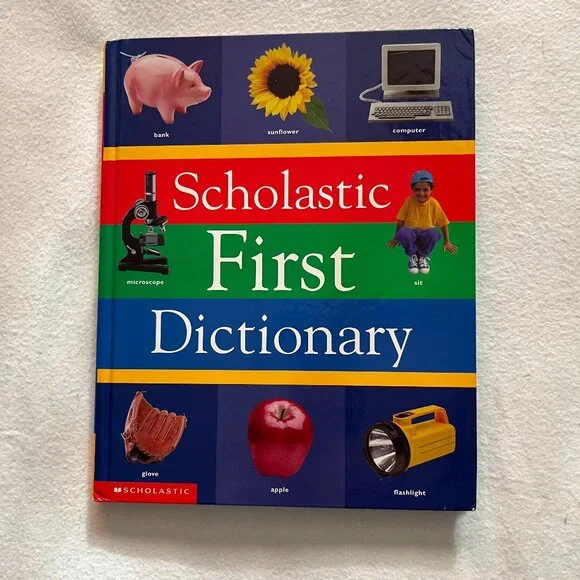 bank
sunflower
computer
Scholastic
microscope
First
sit
Dictionary
glove
apple
flashlight
SCHOLASTIC